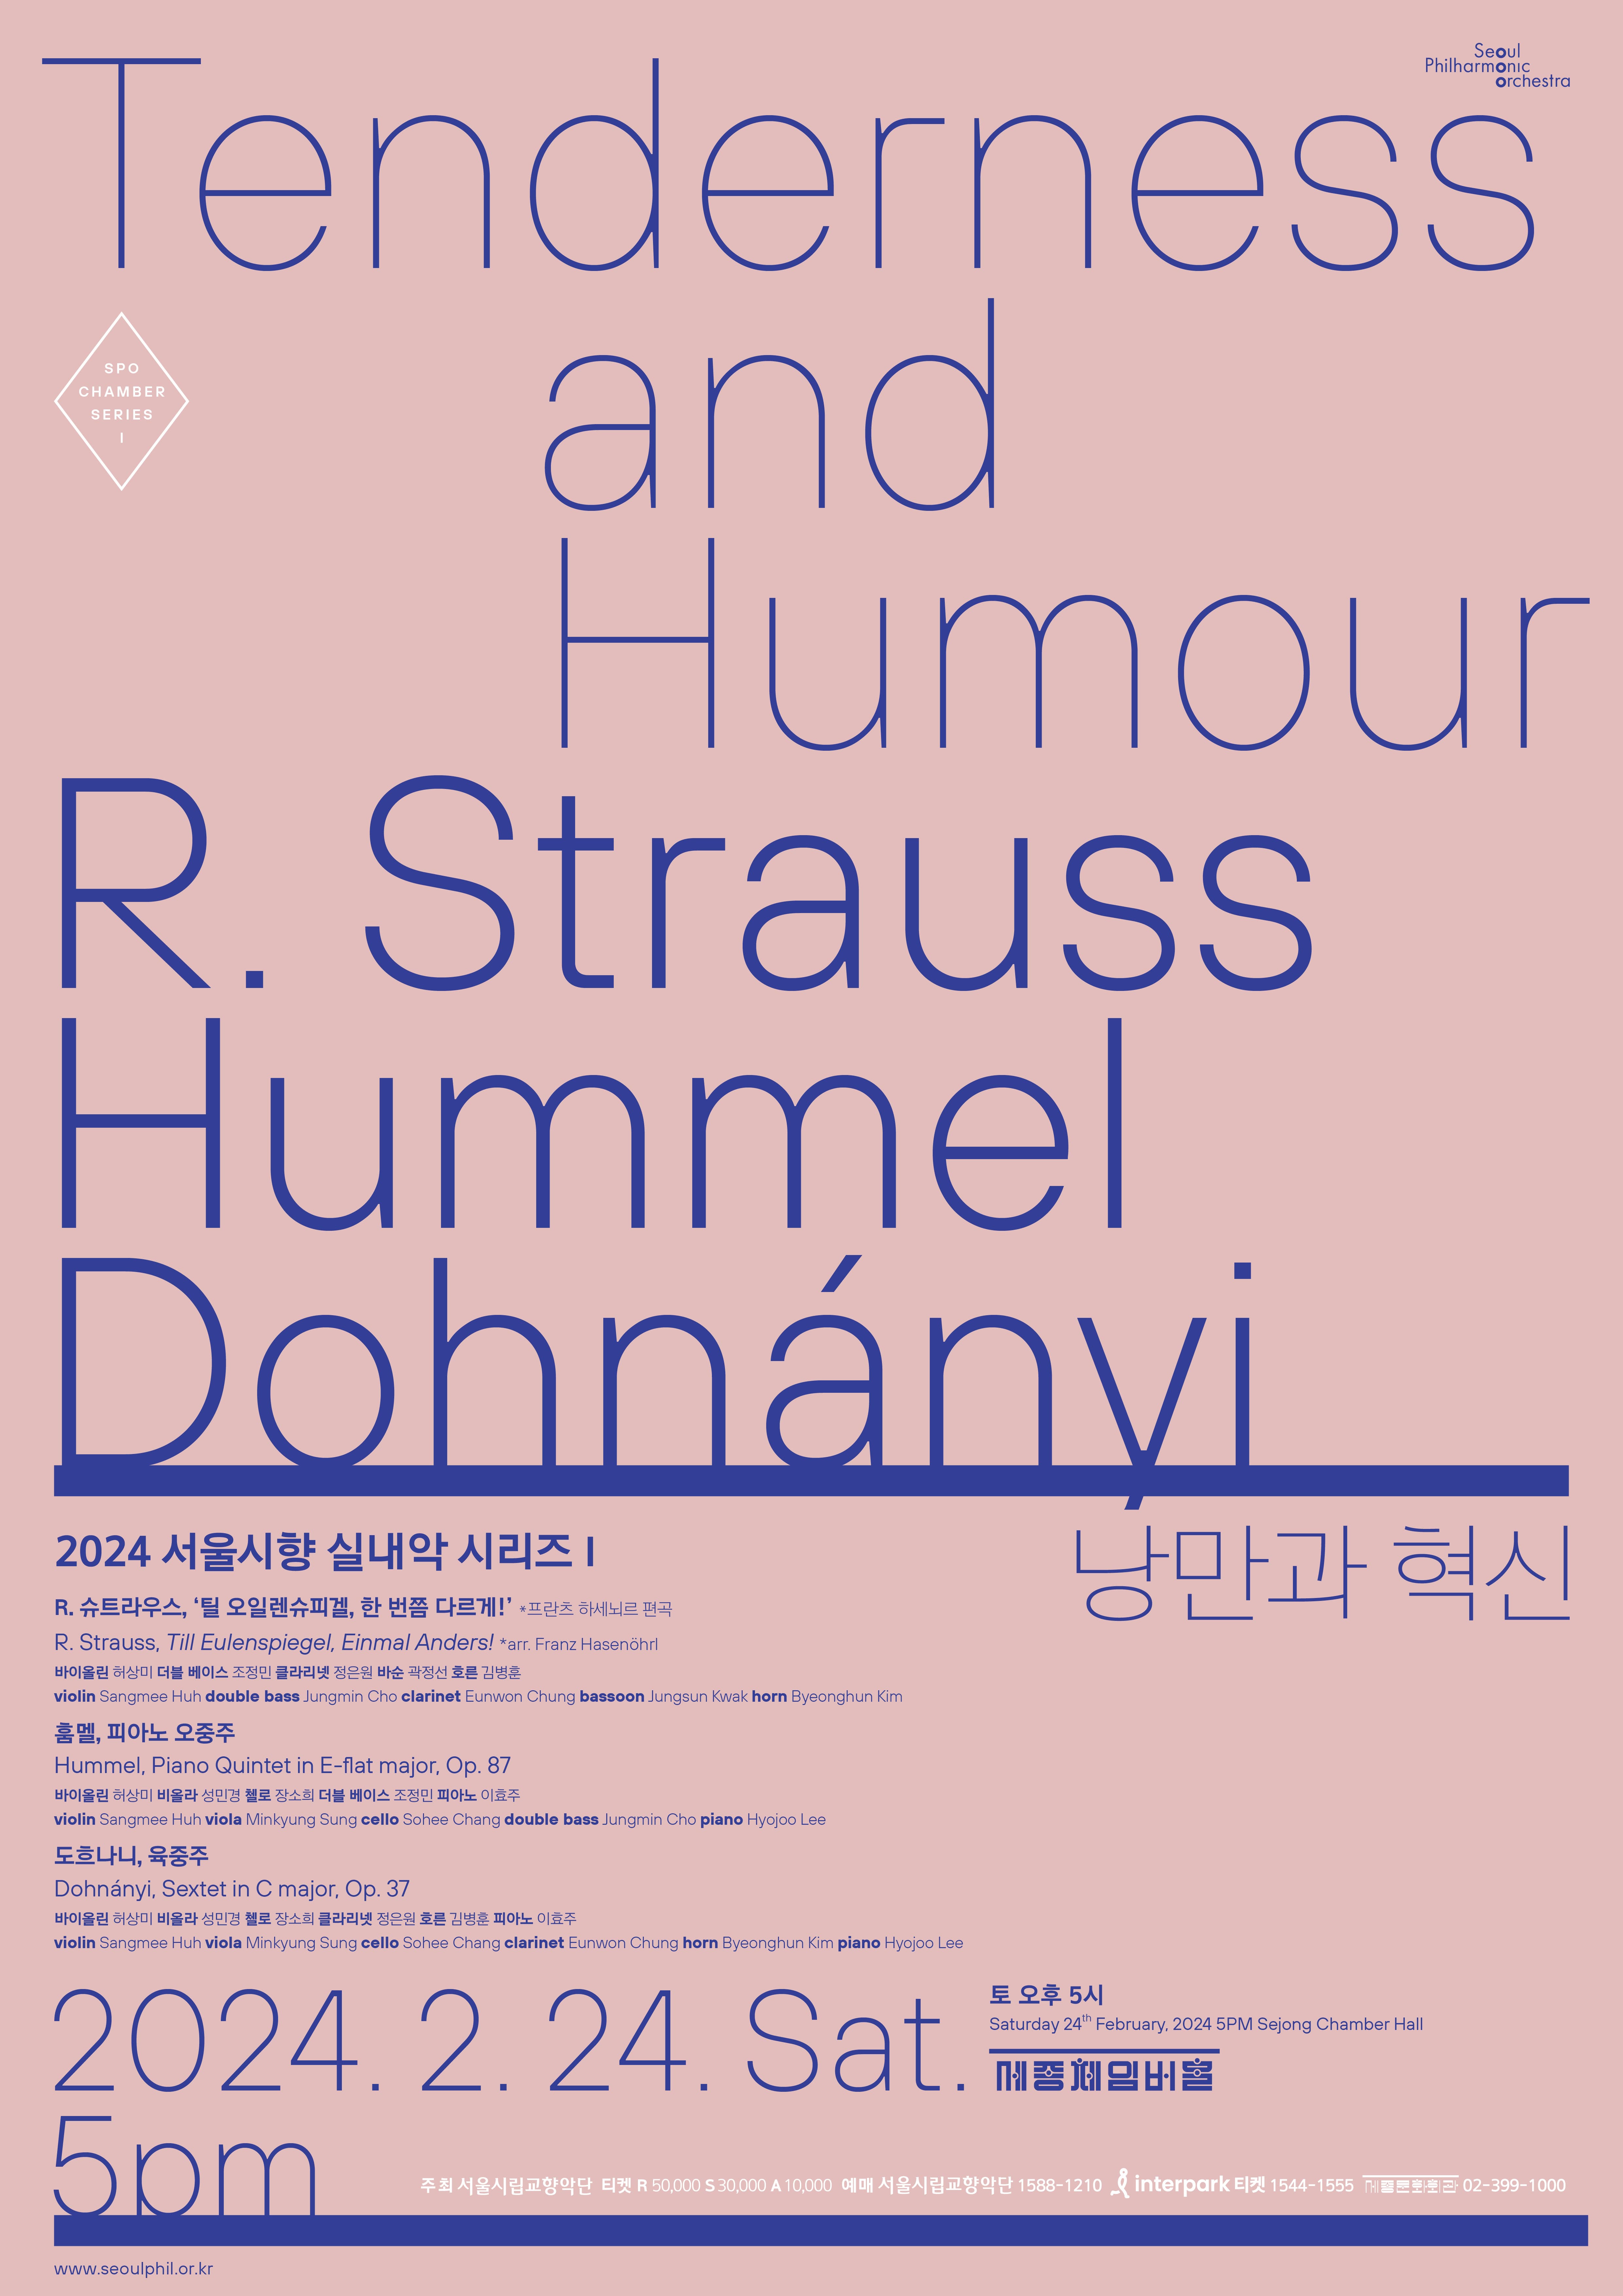 Seoul
Philharmonic
orchestra
Tenderness
and
Humour
SPO
CHAMBER
SERIES
I
R. Strauss
Hummel
Dohnányi
2024 서울시향 실내악 시리즈 I
낭만과 혁신
R. 슈트라우스, ‘틸 오일렌슈피겔, 한 번쯤 다르게!’ *프란츠 하세뇌르 편곡
R. Strauss, Till Eulenspiegel, Einmal Anders! *arr. Franz Hasenöhrl
바이올린 허상미 더블 베이스 조정민 클라리넷 정은원 바순 곽정선 호른 김병훈
violin Sangmee Huh double bass Jungmin Cho clarinet Eunwon Chung bassoon Jungsun Kwak horn Byeonghun Kim
훔멜, 피아노 오중주
Hummel, Piano Quintet in E-flat major, Op. 87
바이올린 허상미 비올라 성민경 첼로 장소희 더블 베이스 조정민 피아노 이효주
violin Sangmee Huh viola Minkyung Sung cello Sohee Chang double bass Jungmin Cho piano Hyojoo Lee
도흐나니, 육중주
Dohnányi, Sextet in C major, Op. 37
바이올린 허상미 비올라 성민경 첼로 장소희 클라리넷 정은원 호른 김병훈 피아노 이효주
violin Sangmee Huh viola Minkyung Sung cello Sohee Chang clarinet Eunwon Chung horn Byeonghun Kim piano Hyojoo Lee
2024. 2. 24. Sat.
토 오후 5시
Saturday 24th February, 2024 5PM Sejong Chamber Hall
세종체임버홀
5pm
주최 서울시립교향악단 티켓 R 50,000 S 30,000 A 10,000 예매 서울시립교향악단 1588-1210 interpark 티켓 1544-1555 세종문화회관 02-399-1000
www.seoulphil.or.kr